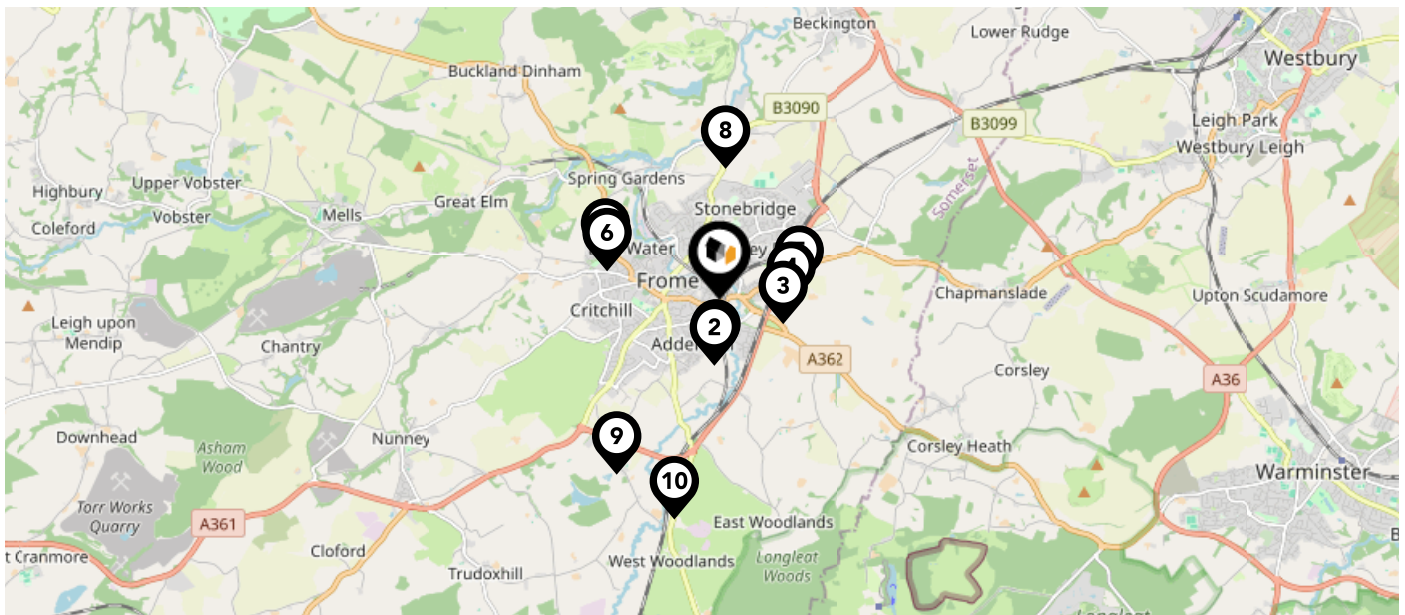 Beckington
Lower Rudge
Westbury
Buckland Dinham
B3090
B3099
Leigh Park
8
Westbury Leigh
Spring Gardens
Somerset
Highbury
Upper Vobster
Great Elm
Vobster
Mells
Stonebridge
Coleford
6
Water
ey
Frome
3
Chapmanslade
Upton Scudamore
Critchill
2
Leigh upon
Mendip
Chantry
Adde
A362
Corsley
A36
Downhead
Asham
Wood
Nunney
9
Corsley Heath
Warminster
10
Torr Works
Quarry
A361
East Woodlands
t Cranmore
Cloford
West Woodlands
Longleat
Woods
Trudoxhill
B
Longleat